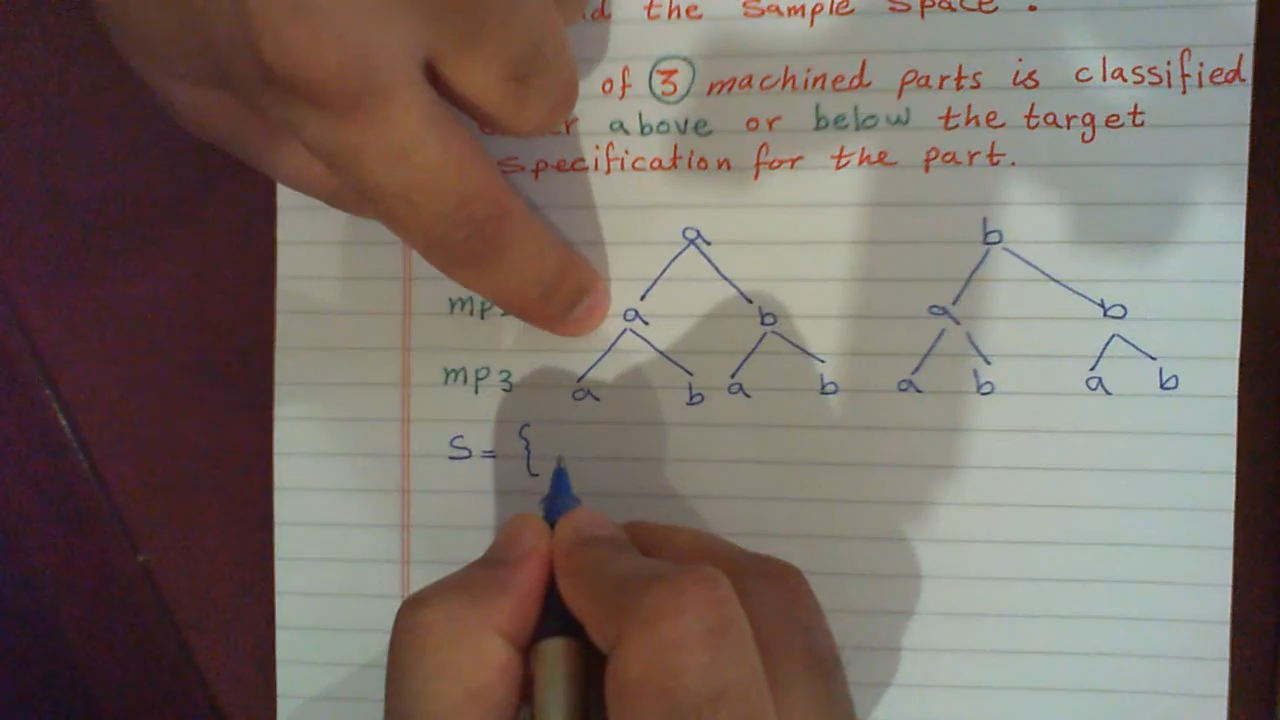 the sample space.
of 3 machined parts is classified
above or below the target
specification for the part.
a b
a b a b
mp3 a b a b a b a b
S = {